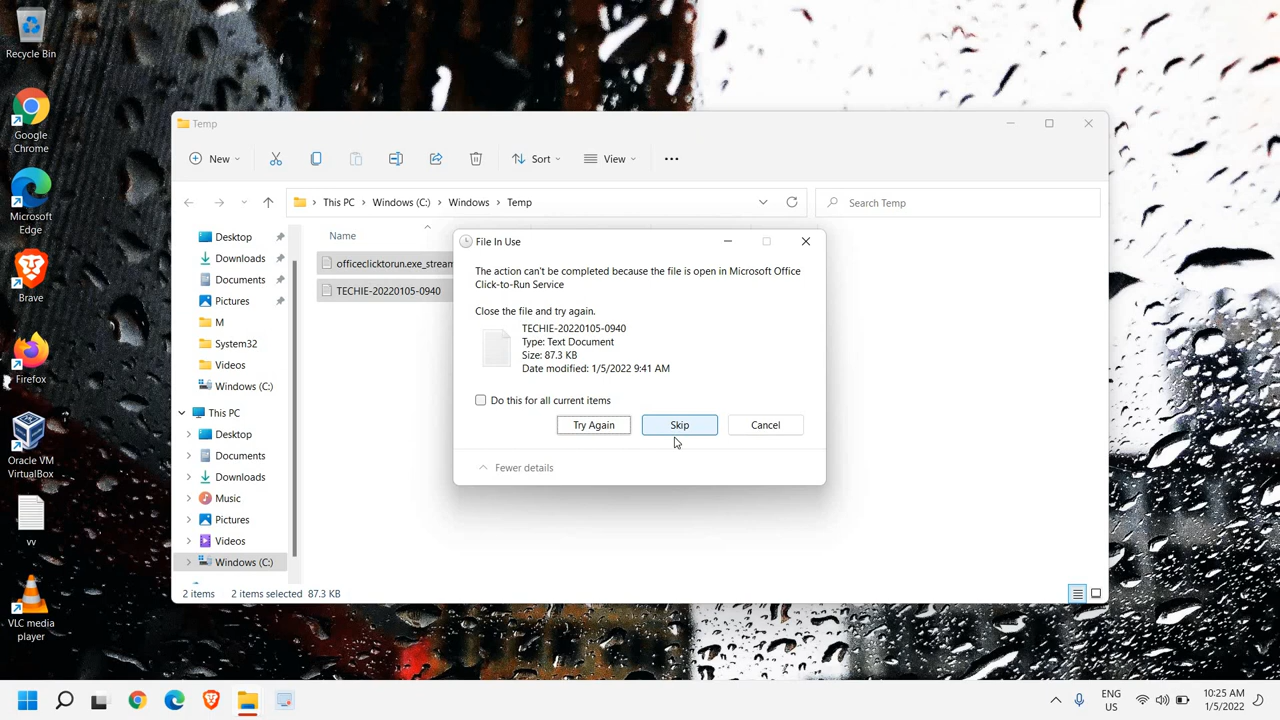 Recycle Bin
Google
Chrome
Microsoft
Edge
Brave
Firefox
Oracle VM
VirtualBox
vv
VLC media
player
Temp
New
Sort
View
This PC
Windows (C:)
Windows
Temp
Search Temp
Desktop
Downloads
Documents
Pictures
M
System32
Videos
Windows (C:)
This PC
Desktop
Documents
Downloads
Music
Pictures
Videos
Windows (C:)
Name
officeclicktorun.exe_stream
TECHIE-20220105-0940
2 items
2 items selected 87.3 KB
File In Use
The action can't be completed because the file is open in Microsoft Office
Click-to-Run Service
Close the file and try again.
TECHIE-20220105-0940
Type: Text Document
Size: 87.3 KB
Date modified: 1/5/2022 9:41 AM
Do this for all current items
Try Again
Skip
Cancel
Fewer details
ENG
US
10:25 AM
1/5/2022